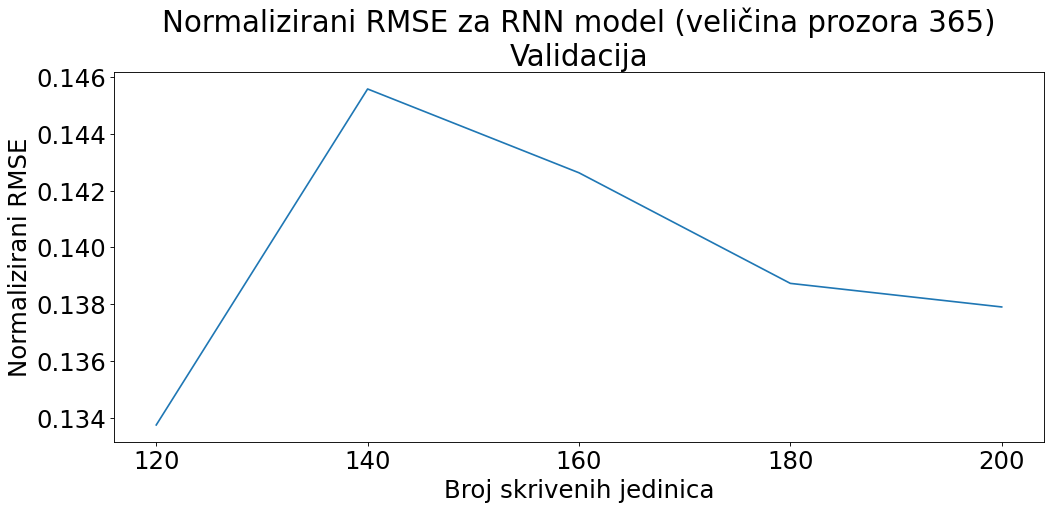 Normalizirani RMSE za RNN model (veličina prozora 365)
Validacija
Normalizirani RMSE
0.146
0.144
0.142
0.140
0.138
0.136
0.134
120 140 160 180 200
Broj skrivenih jedinica